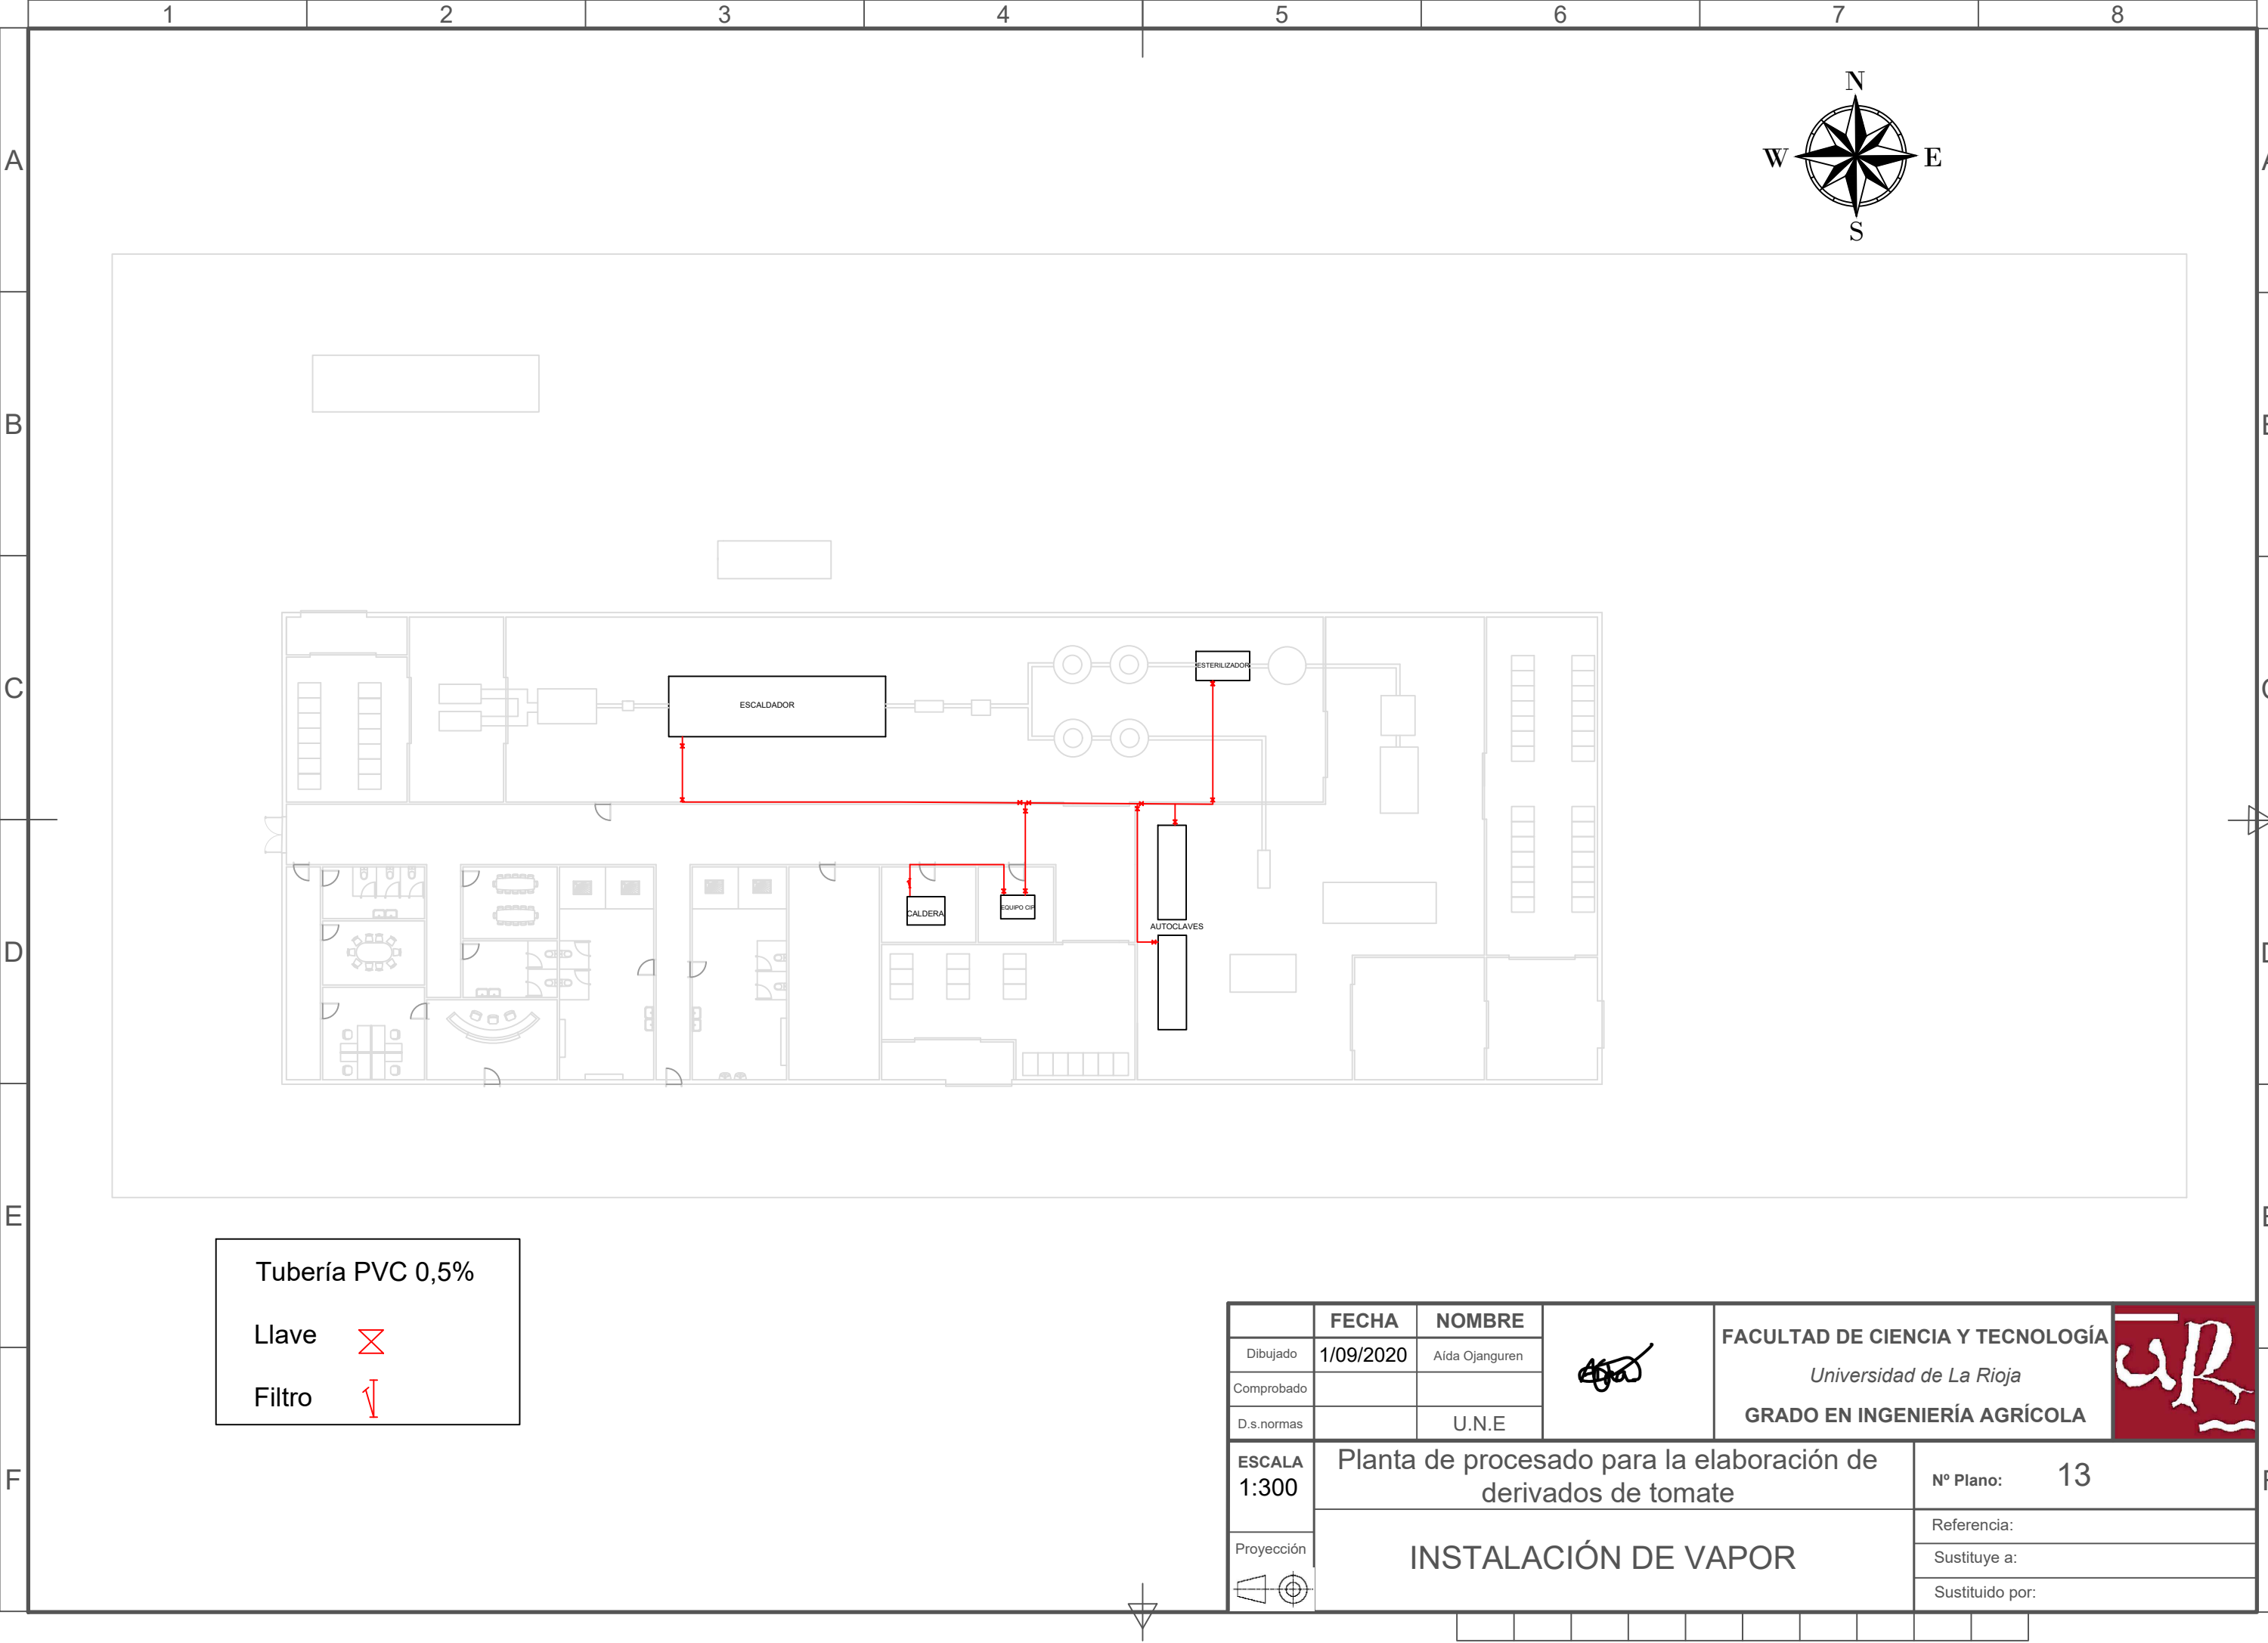 1 2 3 4 5 6 7 8
N
W E
S
A
B
C
D
E
F
ESTERILIZADOR
ESCALDADOR
CALDERA
EQUIPO CIP
AUTOCLAVES
Tubería PVC 0,5%
Llave
Filtro
FECHA NOMBRE
Dibujado 1/09/2020 Aída Ojanguren
Comprobado
D.s.normas U.N.E
FACULTAD DE CIENCIA Y TECNOLOGÍA
Universidad de La Rioja
GRADO EN INGENIERÍA AGRÍCOLA
uR
ESCALA
1:300
Planta de procesado para la elaboración de
derivados de tomate
Nº Plano: 13
Proyección
INSTALACIÓN DE VAPOR
Referencia:
Sustituye a:
Sustituido por: